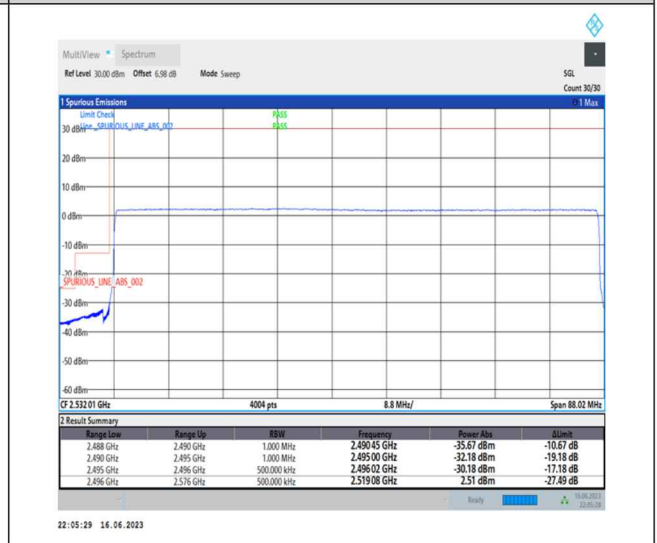 MultiView Spectrum
Ref Level 30.00 dBm Offset 6.98 dB Mode Sweep SGL
Count 30/30
1 Spurious Emissions 1 Max
Limit Check PASS
30 dBm Line _SPURIOUS_LINE_ABS_002 PASS
20 dBm
10 dBm
0 dBm
-10 dBm
-20 dBm
SPURIOUS_LINE_ABS_002
-30 dBm
-40 dBm
-50 dBm
-60 dBm
CF 2.532 01 GHz 4004 pts 8.8 MHz/ Span 88.02 MHz
2 Result Summary
Range Low Range Up RBW Frequency Power Abs ΔLimit
2.488 GHz 2.490 GHz 1.000 MHz 2.490 45 GHz -35.67 dBm -10.67 dB
2.490 GHz 2.495 GHz 1.000 MHz 2.495 00 GHz -32.18 dBm -19.18 dB
2.495 GHz 2.496 GHz 500.000 kHz 2.496 02 GHz -30.18 dBm -17.18 dB
2.496 GHz 2.576 GHz 500.000 kHz 2.519 08 GHz 2.51 dBm -27.49 dB
Ready 16.06.2023
22:05:28
22:05:29 16.06.2023